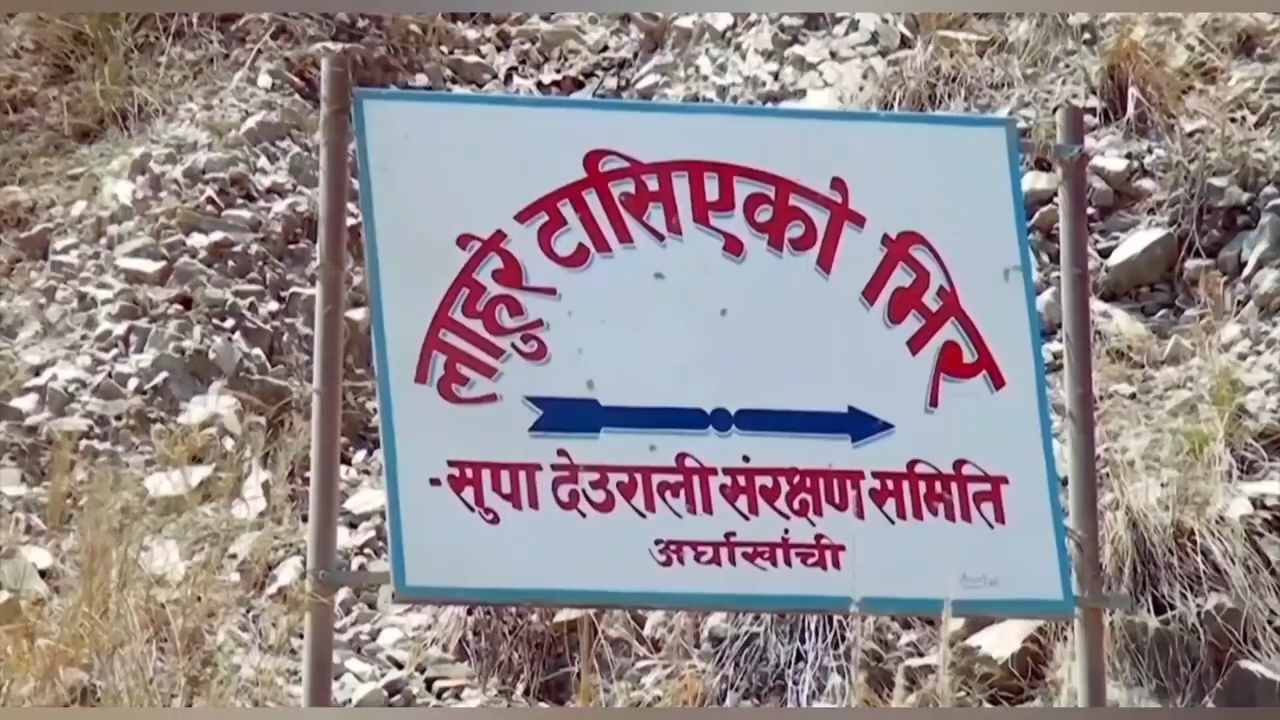 लाहुरे टासिएको भिर
-सुपा देउराली संरक्षण समिति
अर्घाखाँची